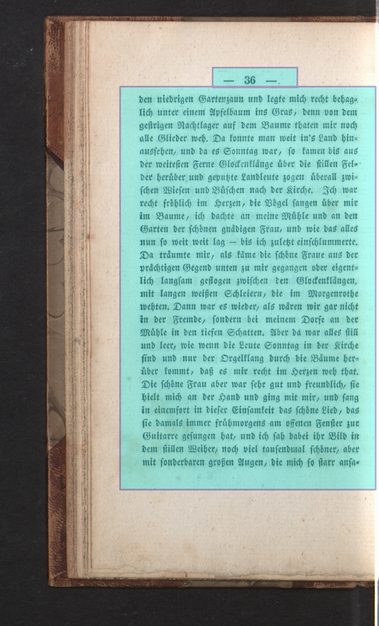 — 36 —
den niedrigen Gartenzaun und legte mich recht behag-
lich unter einem Apfelbaum ins Gras, denn von dem
gestrigen Nachtlager auf dem Baume thaten mir noch
alle Glieder weh. Da konnte man weit in's Land hin-
aussehen, und da es Sonntag war, so kamen bis aus
der weitesten Ferne Glockenklänge über die stillen Fel-
der herüber und geputzte Landleute zogen überall zwi-
schen Wiesen und Büschen nach der Kirche. Ich war
recht fröhlich im Herzen, die Vögel sangen über mir
im Baume, ich dachte an meine Mühle und an den
Garten der schönen gnädigen Frau, und wie das alles
nun so weit weit lag — bis ich zuletzt einschlummerte.
Da träumte mir, als käme die schöne Fraue aus der
prächtigen Gegend unten zu mir gegangen oder eigent-
lich langsam geflogen zwischen den Glockenklängen,
mit langen weißen Schleiern, die im Morgenrothe
wehten. Dann war es wieder, als wären wir gar nicht
in der Fremde, sondern bei meinem Dorfe an der
Mühle in den tiefen Schatten. Aber da war alles still
und leer, wie wenn die Leute Sonntag in der Kirche
sind und nur der Orgelklang durch die Bäume her-
über kommt, daß es mir recht im Herzen weh that.
Die schöne Frau aber war sehr gut und freundlich, sie
hielt mich an der Hand und ging mit mir, und sang
in einemfort in dieser Einsamkeit das schöne Lied, das
sie damals immer frühmorgens am offenen Fenster zur
Guitarre gesungen hat, und ich sah dabei ihr Bild in
dem stillen Weiher, noch viel tausendmal schöner, aber
mit sonderbaren großen Augen, die mich so starr ansa-